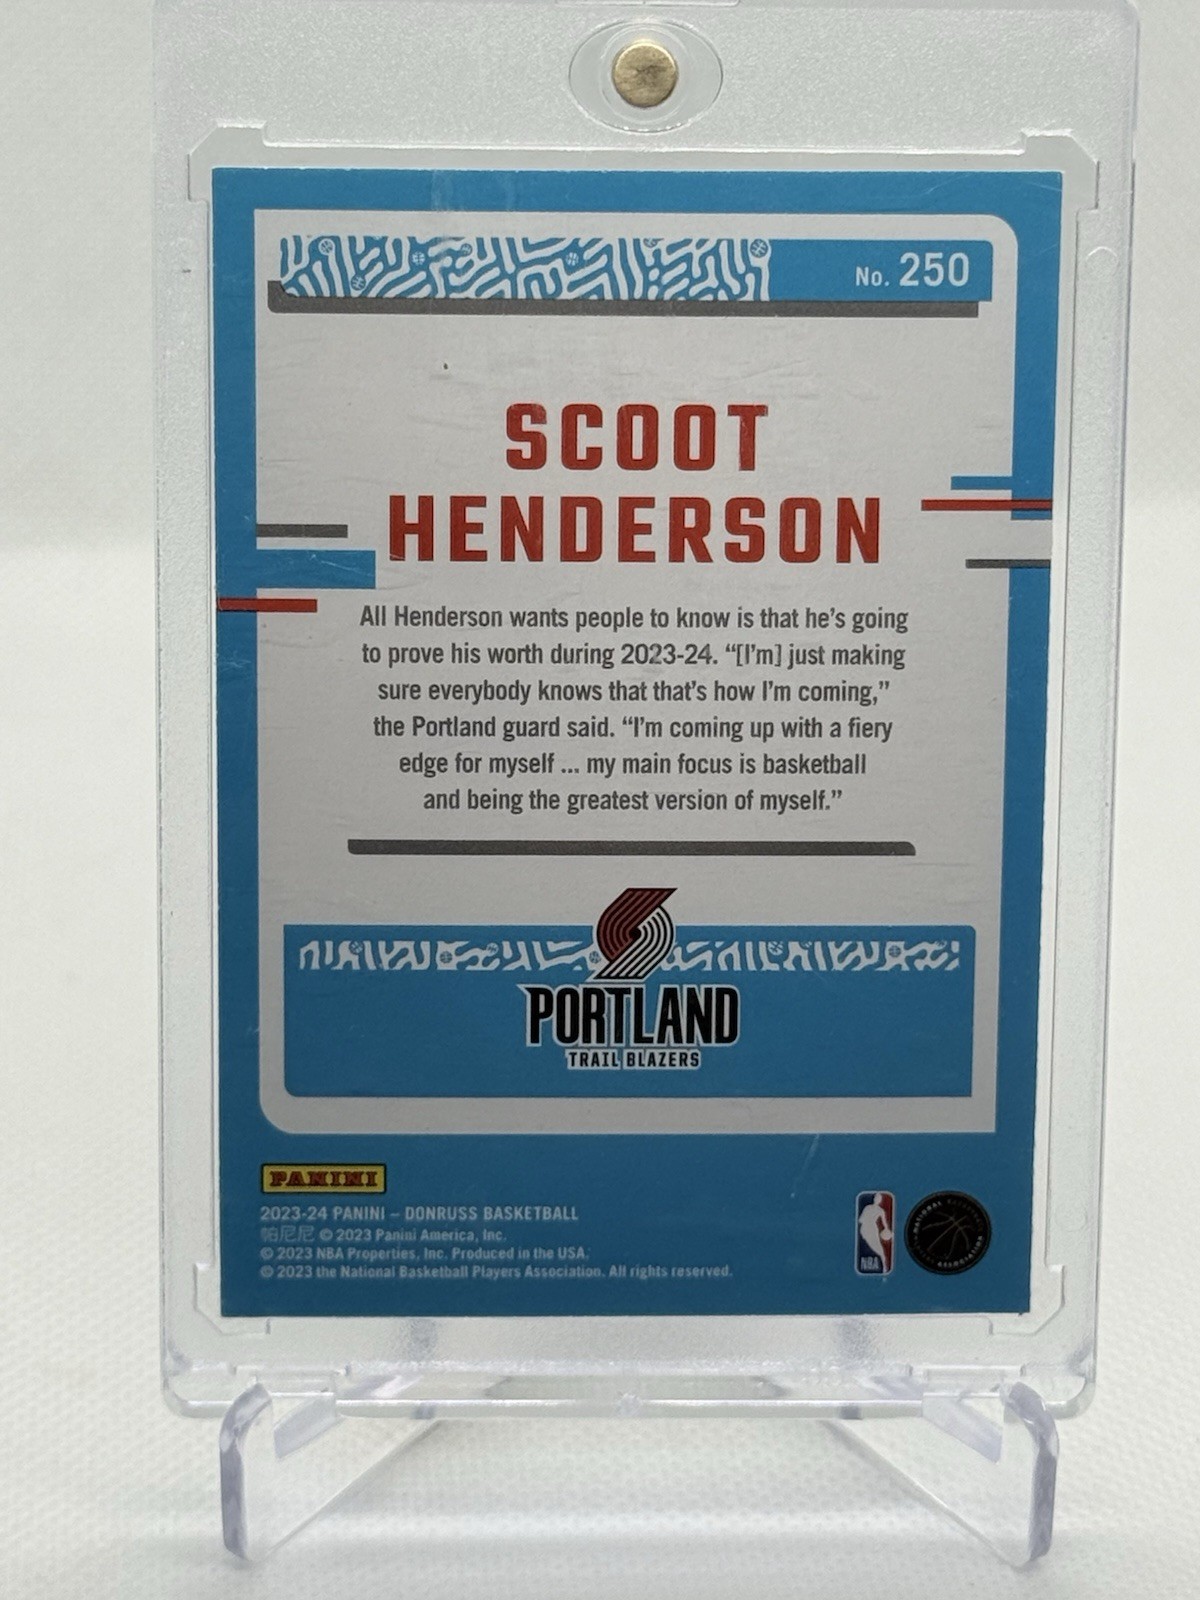 No. 250
SCOOT
HENDERSON
All Henderson wants people to know is that he's going
to prove his worth during 2023-24. “[I'm] just making
sure everybody knows that that's how I'm coming,”
the Portland guard said. “I'm coming up with a fiery
edge for myself ... my main focus is basketball
and being the greatest version of myself.”
PORTLAND
TRAIL BLAZERS
PANINI
2023-24 PANINI – DONRUSS BASKETBALL
帕尼尼 © 2023 Panini America, Inc.
© 2023 NBA Properties, Inc. Produced in the USA.
© 2023 the National Basketball Players Association. All rights reserved.
NBA
NATIONAL BASKETBALL
ASSOCIATION